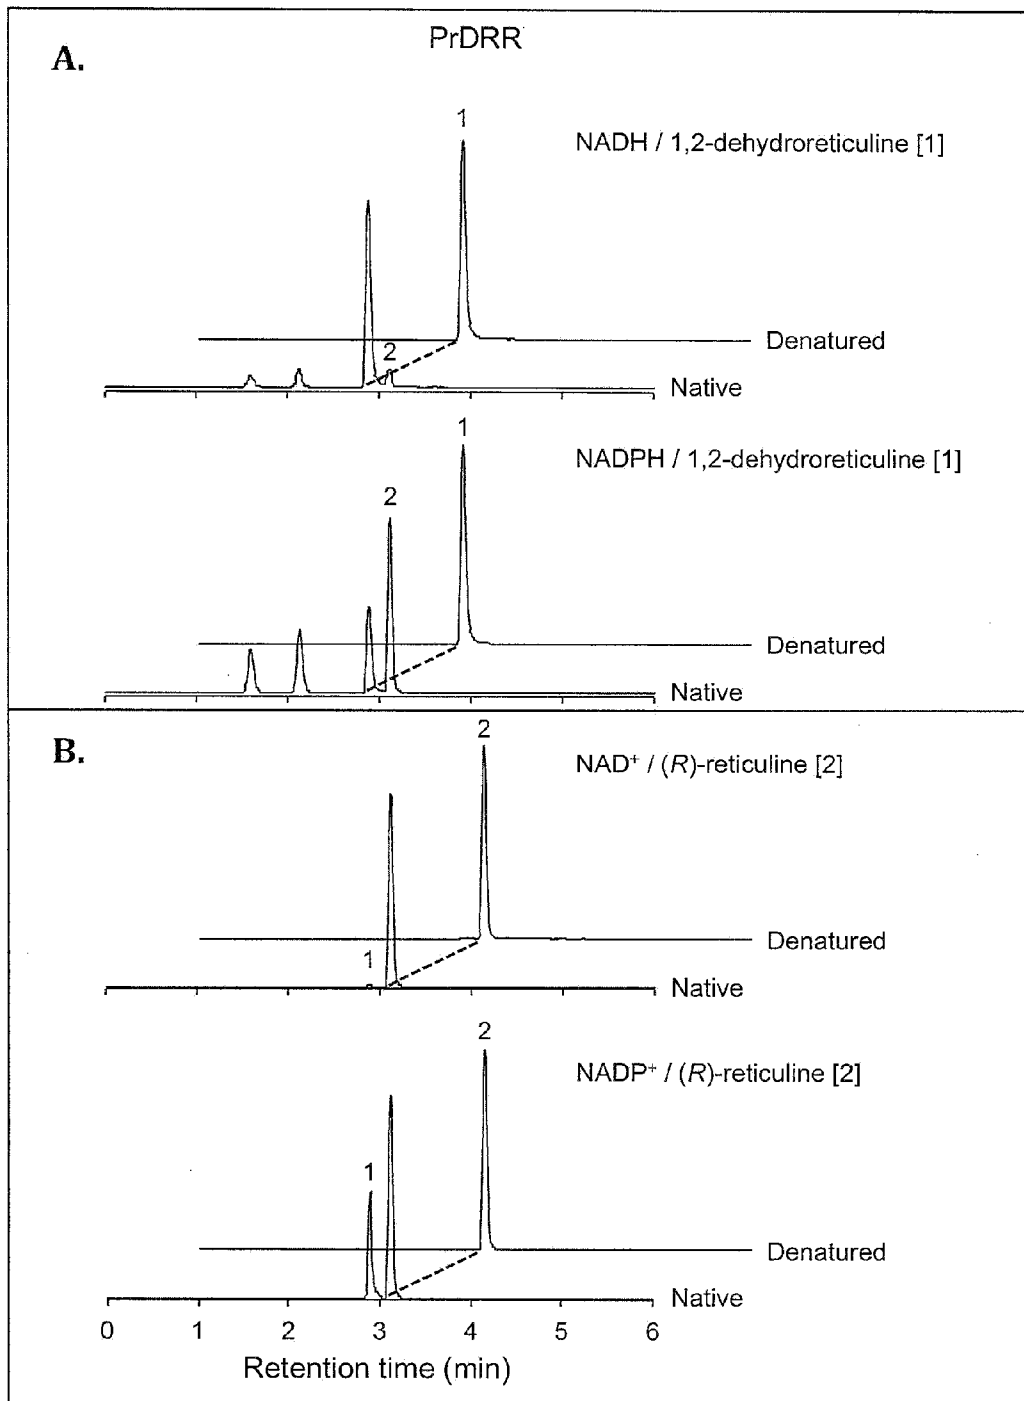 PrDRR
A.
1
NADH / 1,2-dehydroreticuline [1]
Denatured
2
Native
1
NADPH / 1,2-dehydroreticuline [1]
2
Denatured
Native
B.
2
NAD⁺ / (R)-reticuline [2]
Denatured
1
Native
2
NADP⁺ / (R)-reticuline [2]
1
Denatured
Native
0 1 2 3 4 5 6
Retention time (min)